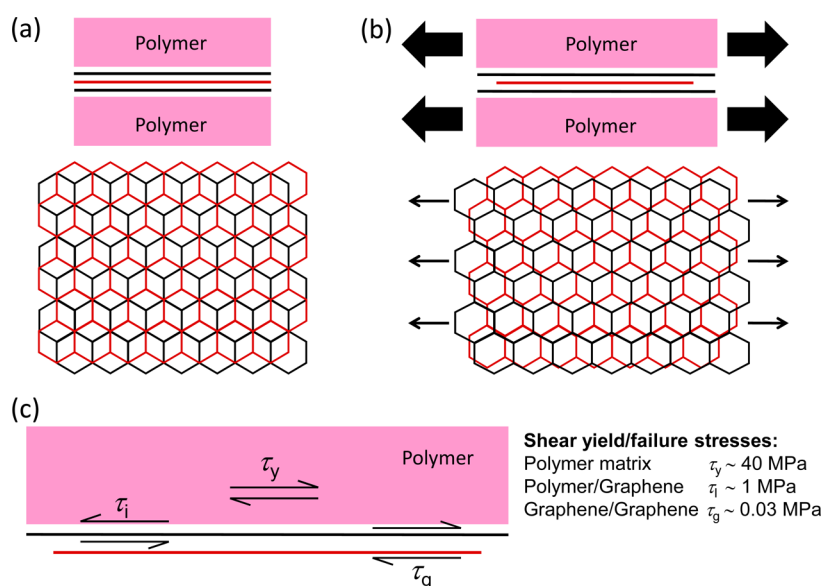 (a)
Polymer
Polymer
(b)
Polymer
Polymer
(c)
Polymer
τy
τi
τg
Shear yield/failure stresses:
Polymer matrix τy ~ 40 MPa
Polymer/Graphene τi ~ 1 MPa
Graphene/Graphene τg ~ 0.03 MPa